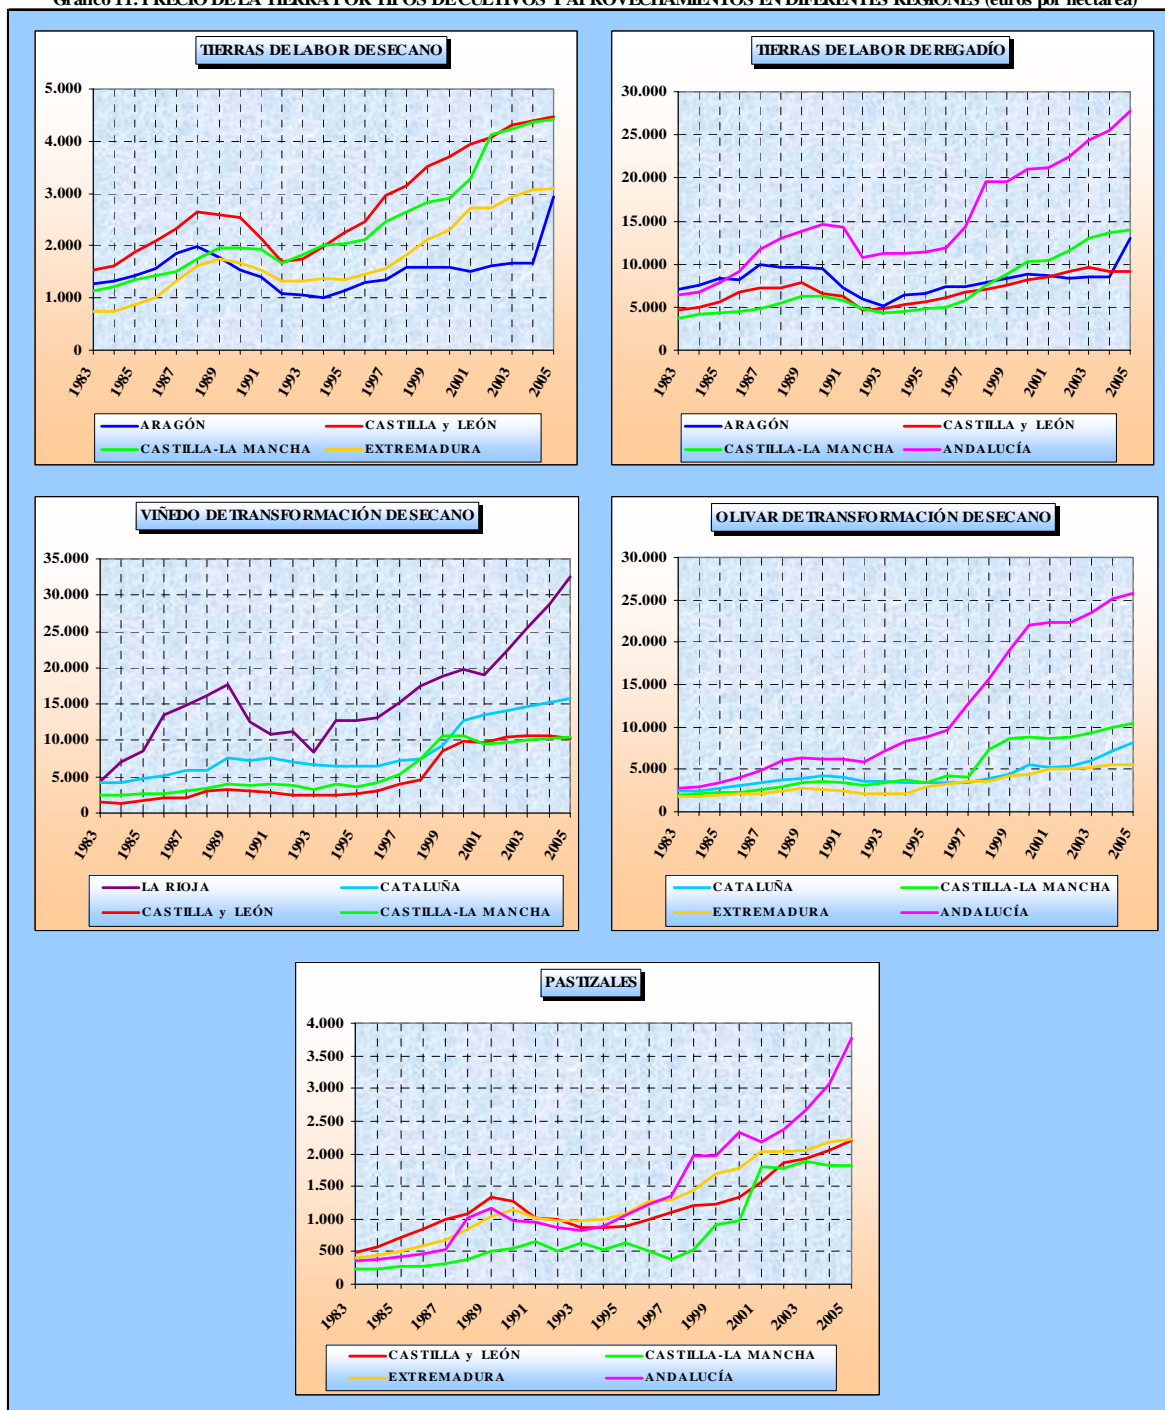 Gráfico 11. PRECIO DE LA TIERRA POR TIPOS DE CULTIVOS Y APROVECHAMIENTOS EN DIFERENTES REGIONES (euros por hectárea)
TIERRAS DE LABOR DE SECANO
5.000
4.000
3.000
2.000
1.000
0
1983 1985 1987 1989 1991 1993 1995 1997 1999 2001 2003 2005
ARAGÓN CASTILLA y LEÓN
CASTILLA-LA MANCHA EXTREMADURA
TIERRAS DE LABOR DE REGADÍO
30.000
25.000
20.000
15.000
10.000
5.000
0
1983 1985 1987 1989 1991 1993 1995 1997 1999 2001 2003 2005
ARAGÓN CASTILLA y LEÓN
CASTILLA-LA MANCHA ANDALUCÍA
VIÑEDO DE TRANSFORMACIÓN DE SECANO
35.000
30.000
25.000
20.000
15.000
10.000
5.000
0
1983 1985 1987 1989 1991 1993 1995 1997 1999 2001 2003 2005
LA RIOJA CATALUÑA
CASTILLA y LEÓN CASTILLA-LA MANCHA
OLIVAR DE TRANSFORMACIÓN DE SECANO
30.000
25.000
20.000
15.000
10.000
5.000
0
1983 1985 1987 1989 1991 1993 1995 1997 1999 2001 2003 2005
CATALUÑA CASTILLA-LA MANCHA
EXTREMADURA ANDALUCÍA
PASTIZALES
4.000
3.500
3.000
2.500
2.000
1.500
1.000
500
0
1983 1985 1987 1989 1991 1993 1995 1997 1999 2001 2003 2005
CASTILLA y LEÓN CASTILLA-LA MANCHA
EXTREMADURA ANDALUCÍA